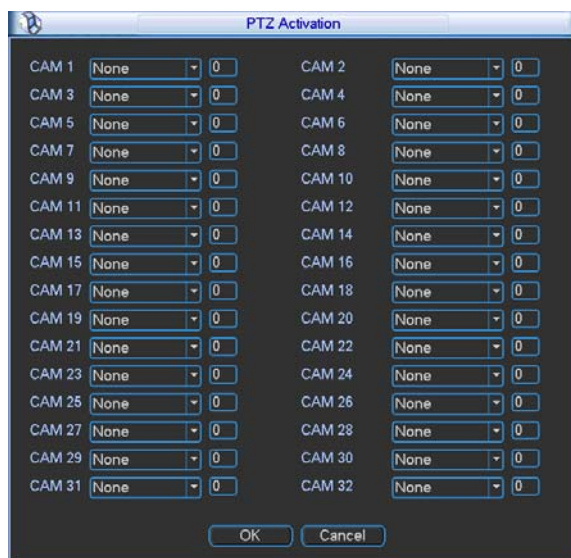 PTZ Activation
CAM 1 None 0 CAM 2 None 0
CAM 3 None 0 CAM 4 None 0
CAM 5 None 0 CAM 6 None 0
CAM 7 None 0 CAM 8 None 0
CAM 9 None 0 CAM 10 None 0
CAM 11 None 0 CAM 12 None 0
CAM 13 None 0 CAM 14 None 0
CAM 15 None 0 CAM 16 None 0
CAM 17 None 0 CAM 18 None 0
CAM 19 None 0 CAM 20 None 0
CAM 21 None 0 CAM 22 None 0
CAM 23 None 0 CAM 24 None 0
CAM 25 None 0 CAM 26 None 0
CAM 27 None 0 CAM 28 None 0
CAM 29 None 0 CAM 30 None 0
CAM 31 None 0 CAM 32 None 0
OK Cancel